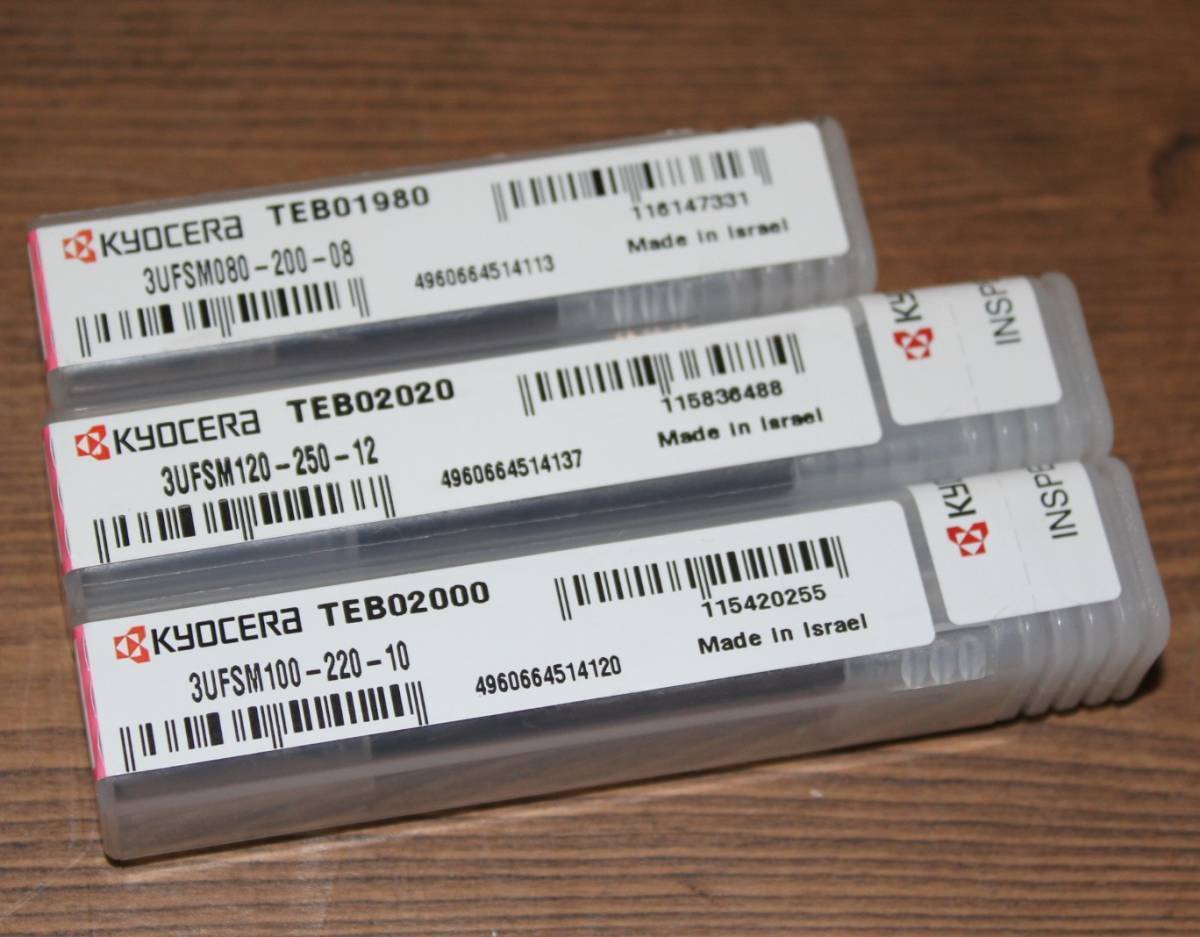 KYOCERA TEB01980
116147331
3UFSM080-200-08
4960664514113
Made in Israel
KYOCERA TEB02020
115836488
3UFSM120-250-12
4960664514137
Made in Israel
KYOCERA TEB02000
115420255
3UFSM100-220-10
4960664514120
Made in Israel